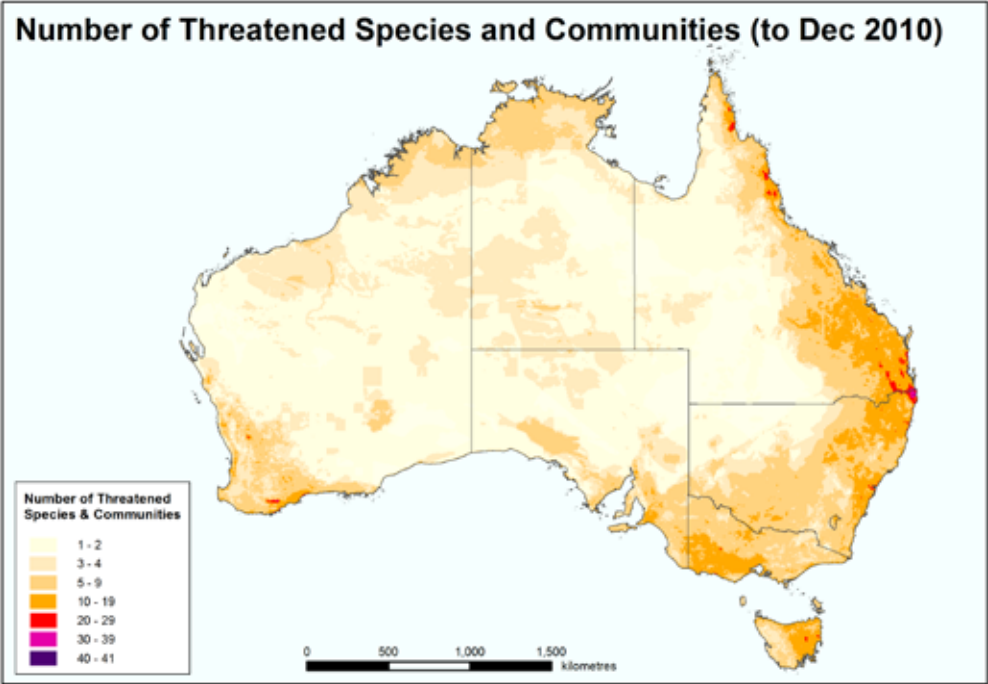 Number of Threatened Species and Communities (to Dec 2010)
Number of Threatened
Species & Communities
1 - 2
3 - 4
5 - 9
10 - 19
20 - 29
30 - 39
40 - 41
0 500 1,000 1,500
kilometres